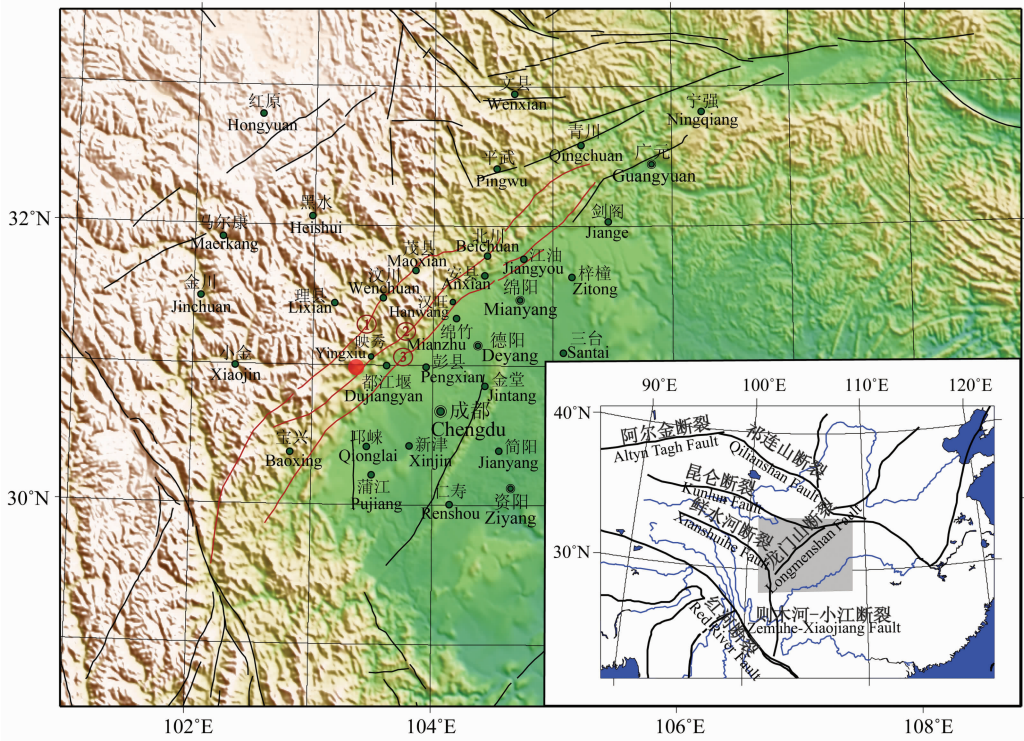 文县
Wenxian
红原
Hongyuan
宁强
Ningqiang
青川
Qingchuan
广元
Guangyuan
平武
Pingwu
黑水
Heishui
32°N
马尔康
Maerkang
剑阁
Jiange
北川
Beichuan
茂县
Maoxian
江油
Jiangyou
汶川
Wenchuan
安县
Anxian
梓橦
Zitong
金川
Jinchuan
理县
Lixian
汉旺
Hanwang
绵阳
Mianyang
①
②
③
映秀
Yingxiu
绵竹
Mianzhu
德阳
Deyang
三台
Santai
小金
Xiaojin
彭县
Pengxian
都江堰
Dujiangyan
金堂
Jintang
成都
Chengdu
宝兴
Baoxing
邛崃
Qionglai
新津
Xinjin
简阳
Jianyang
蒲江
Pujiang
30°N
仁寿
Renshou
资阳
Ziyang
102°E
104°E
106°E
108°E
90°E
100°E
110°E
120°E
40°N
30°N
阿尔金断裂
Altyn Tagh Fault
祁连山断裂
Qilianshan Fault
昆仑断裂
Kunlun Fault
鲜水河断裂
Xianshuihe Fault
龙门山断裂
Longmenshan Fault
红河断裂
Red River Fault
则木河-小江断裂
Zemuhe-Xiaojiang Fault